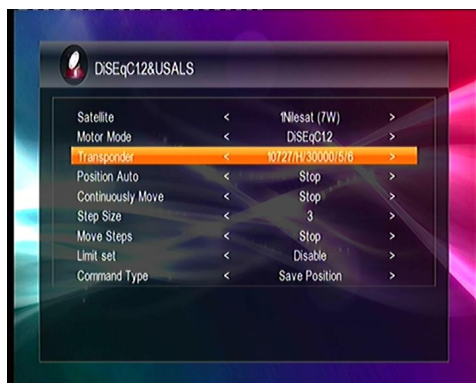 DiSEqC12&USALS
Satellite < 1Nilesat (7W) >
Motor Mode < DiSEqC12 >
Transponder < 10727/H/30000/5/6 >
Position Auto < Stop >
Continuously Move < Stop >
Step Size < 3 >
Move Steps < Stop >
Limit set < Disable >
Command Type < Save Position >